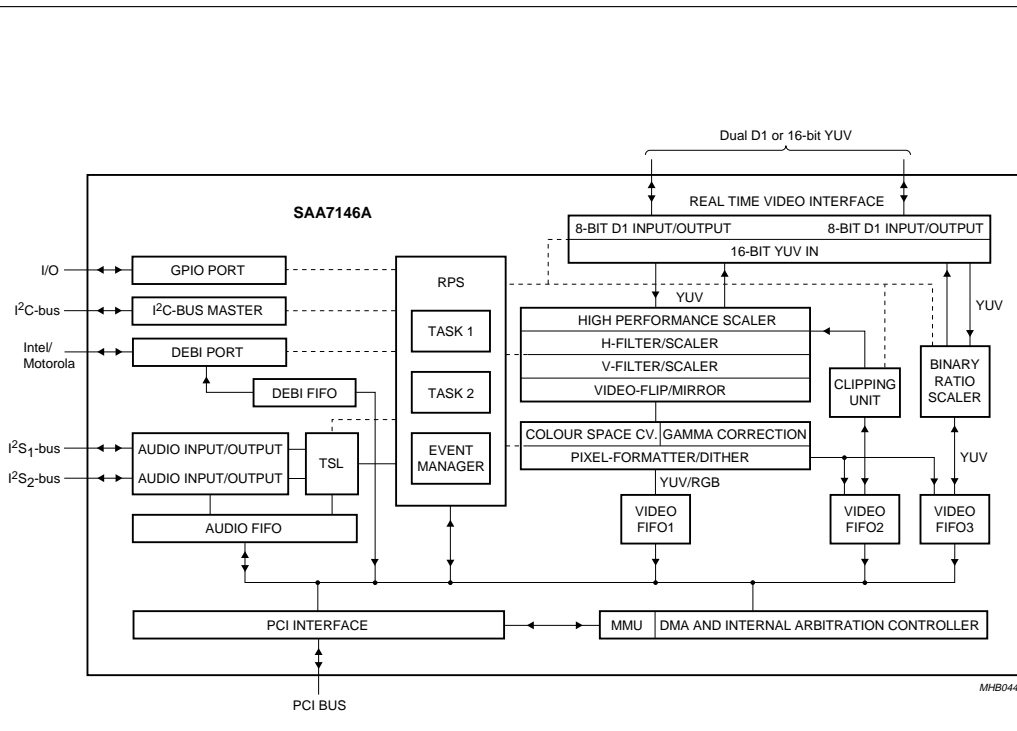 Dual D1 or 16-bit YUV
SAA7146A
REAL TIME VIDEO INTERFACE
8-BIT D1 INPUT/OUTPUT 8-BIT D1 INPUT/OUTPUT
16-BIT YUV IN
I/O
GPIO PORT
RPS
I2C-bus
I2C-BUS MASTER
YUV
YUV
TASK 1
HIGH PERFORMANCE SCALER
H-FILTER/SCALER
V-FILTER/SCALER
VIDEO-FLIP/MIRROR
Intel/
Motorola
DEBI PORT
DEBI FIFO
TASK 2
CLIPPING
UNIT
BINARY
RATIO
SCALER
I2S1-bus
AUDIO INPUT/OUTPUT
I2S2-bus
AUDIO INPUT/OUTPUT
TSL
EVENT
MANAGER
COLOUR SPACE CV. GAMMA CORRECTION
PIXEL-FORMATTER/DITHER
YUV
YUV/RGB
AUDIO FIFO
VIDEO
FIFO1
VIDEO
FIFO2
VIDEO
FIFO3
PCI INTERFACE
MMU
DMA AND INTERNAL ARBITRATION CONTROLLER
MHB044
PCI BUS